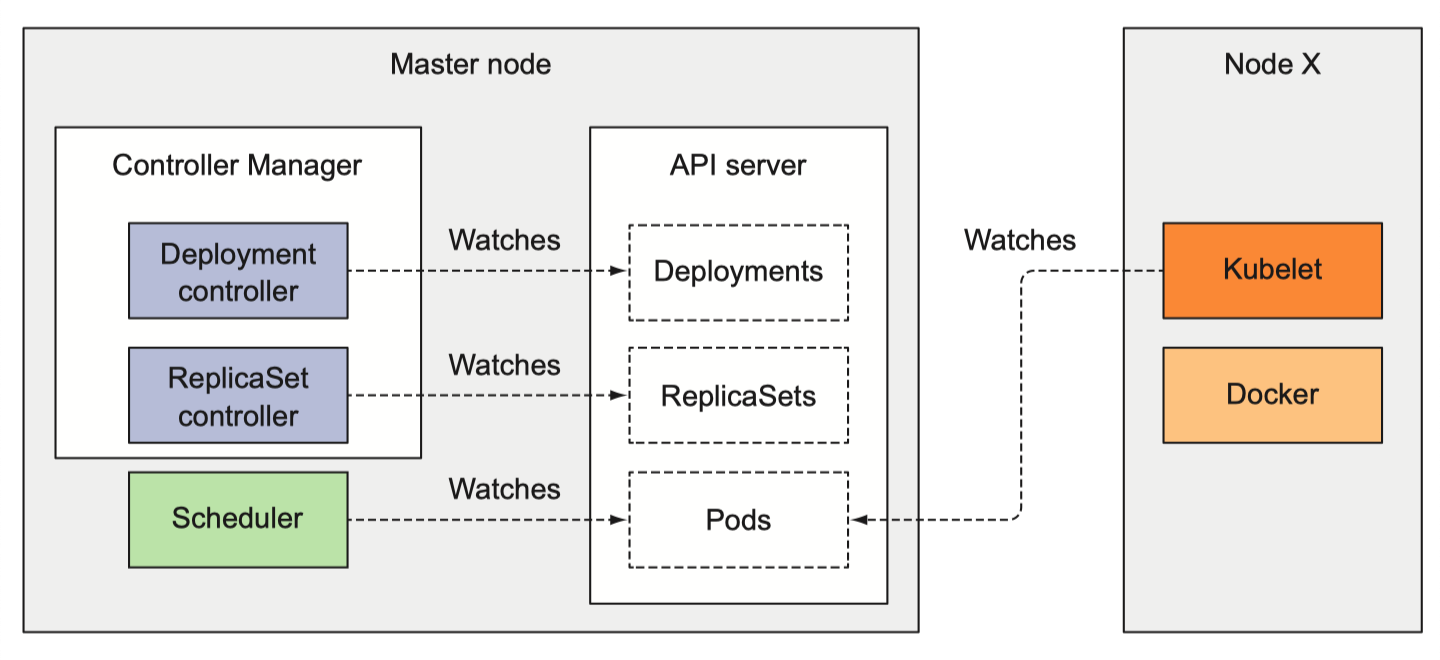 Master node
Node X
Controller Manager
API server
Deployment
controller
Watches
Deployments
Watches
Kubelet
ReplicaSet
controller
Watches
ReplicaSets
Docker
Scheduler
Watches
Pods